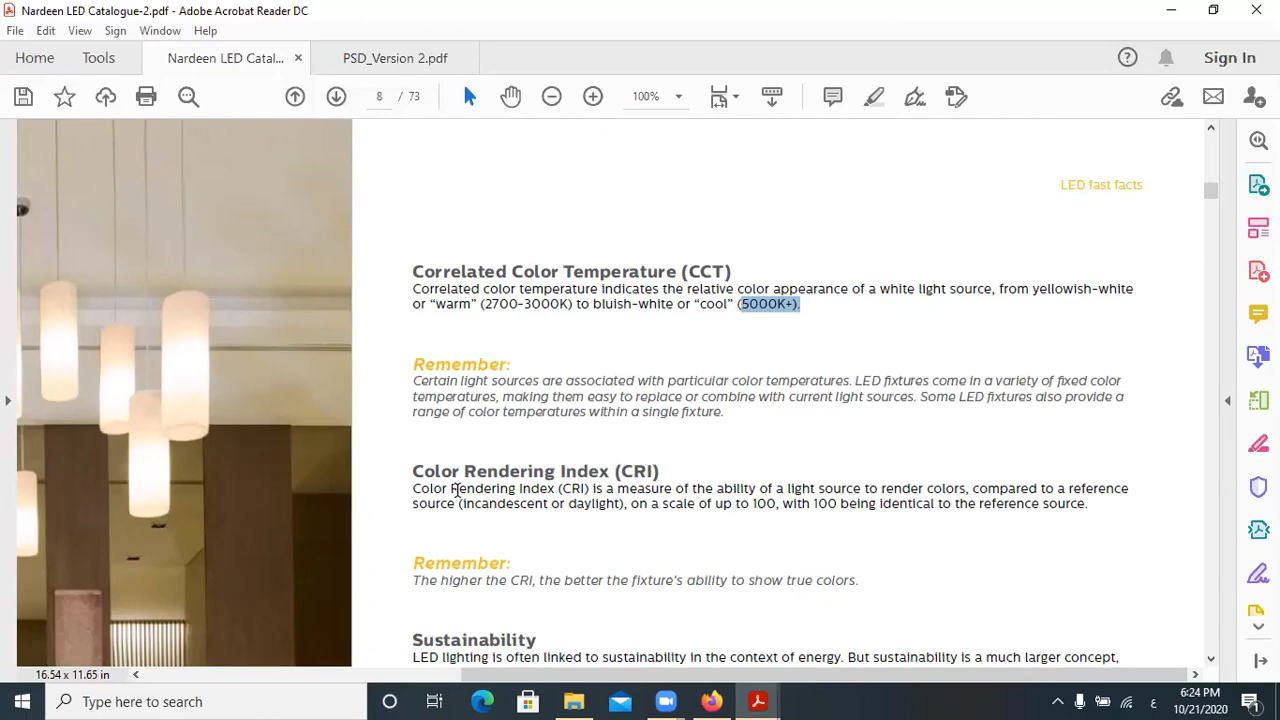 Nardeen LED Catalogue-2.pdf - Adobe Acrobat Reader DC
File Edit View Sign Window Help
Home Tools Nardeen LED Catal... × PSD_Version 2.pdf Sign In
8 / 73 100%
LED fast facts
Correlated Color Temperature (CCT)
Correlated color temperature indicates the relative color appearance of a white light source, from yellowish-white
or “warm” (2700-3000K) to bluish-white or “cool” (5000K+).
Remember:
Certain light sources are associated with particular color temperatures. LED fixtures come in a variety of fixed color
temperatures, making them easy to replace or combine with current light sources. Some LED fixtures also provide a
range of color temperatures within a single fixture.
Color Rendering Index (CRI)
Color Rendering Index (CRI) is a measure of the ability of a light source to render colors, compared to a reference
source (incandescent or daylight), on a scale of up to 100, with 100 being identical to the reference source.
Remember:
The higher the CRI, the better the fixture's ability to show true colors.
Sustainability
LED lighting is often linked to sustainability in the context of energy. But sustainability is a much larger concept,
16.54 × 11.65 in
Type here to search
ع 6:24 PM
10/21/2020
1